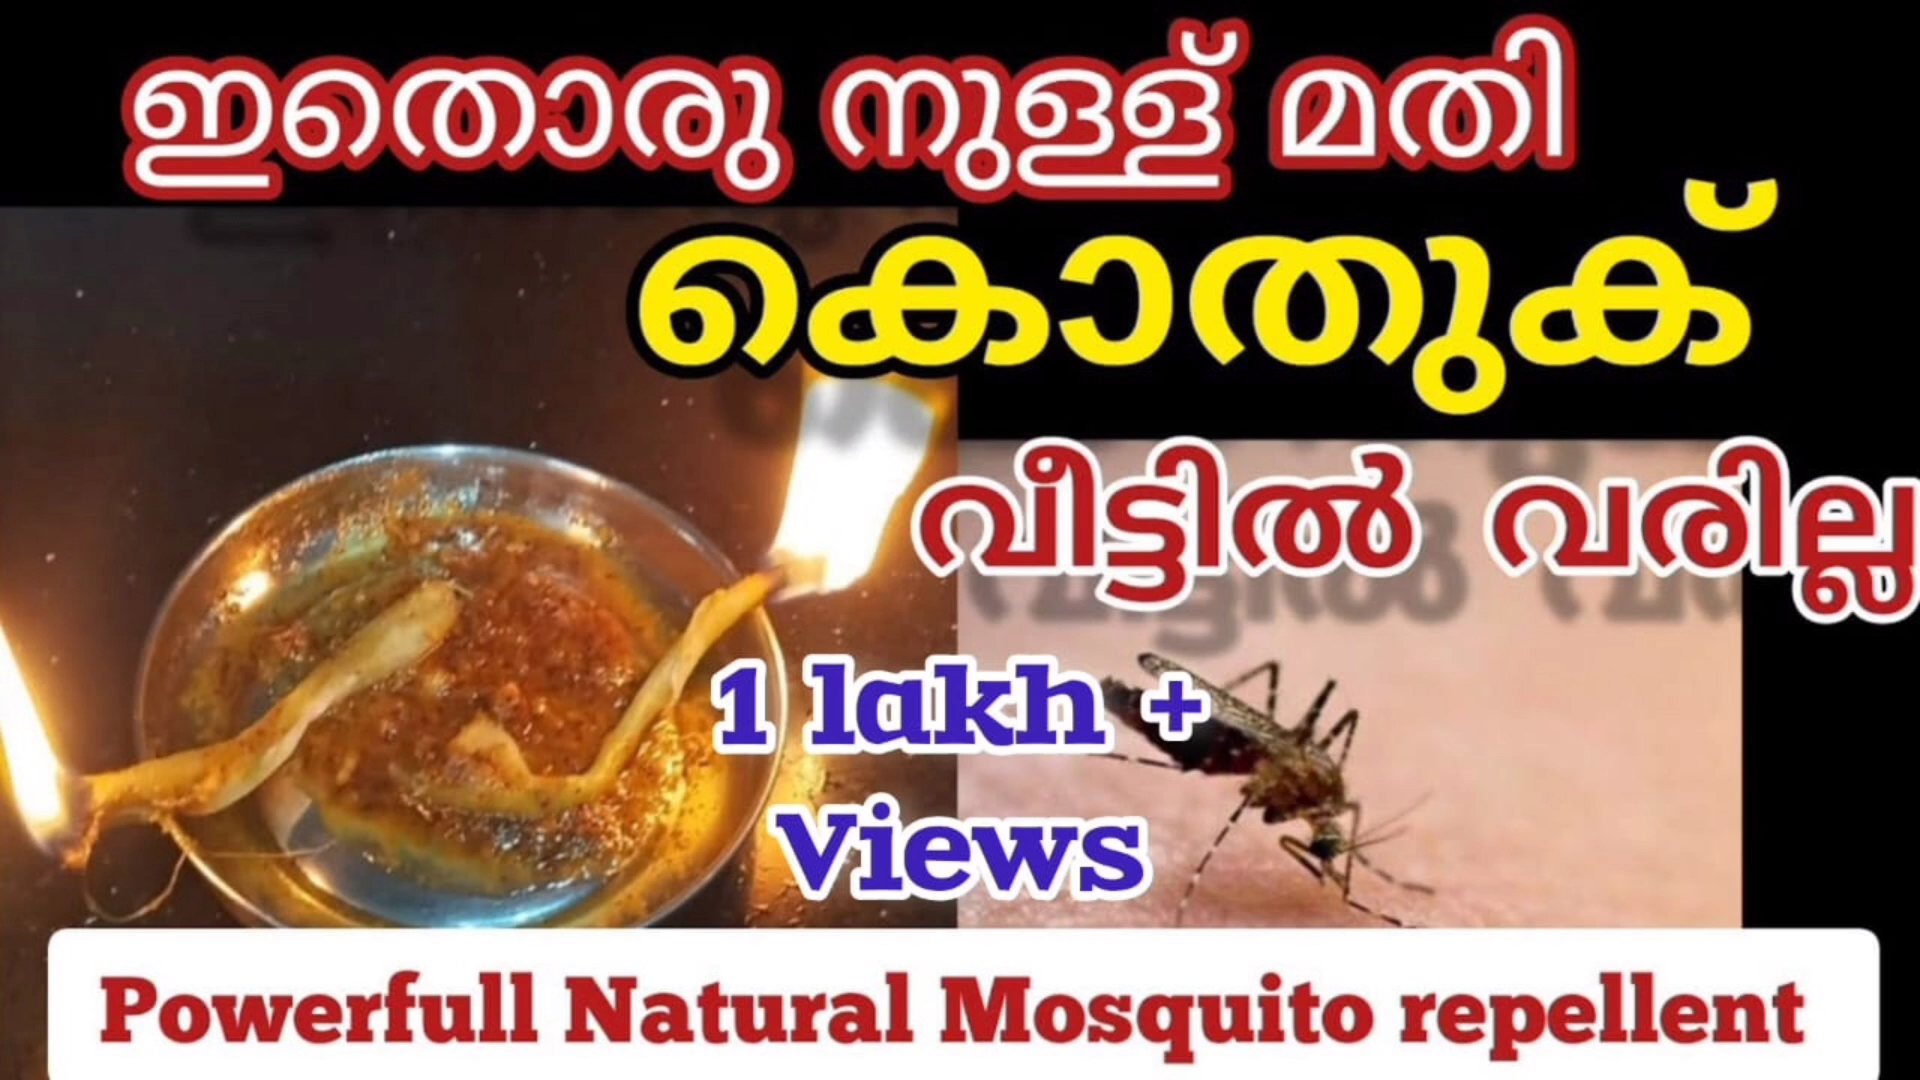 ഇതൊരു നുള്ള് മതി
കൊതുക്
വീട്ടിൽ വരില്ല
1 lakh +
Views
Powerfull Natural Mosquito repellent